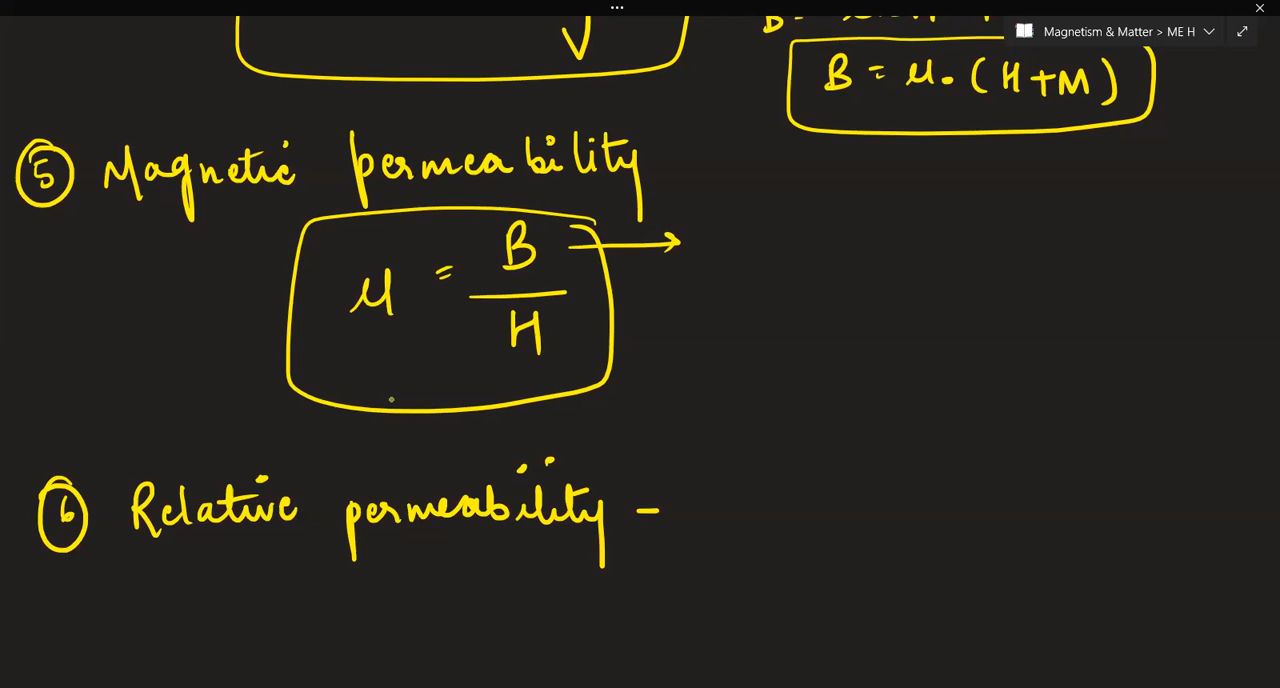 Magnetism & Matter > ME H
B = μ₀ (H+M)
⑤ Magnetic permeability
μ = B / H
⑥ Relative permeability -